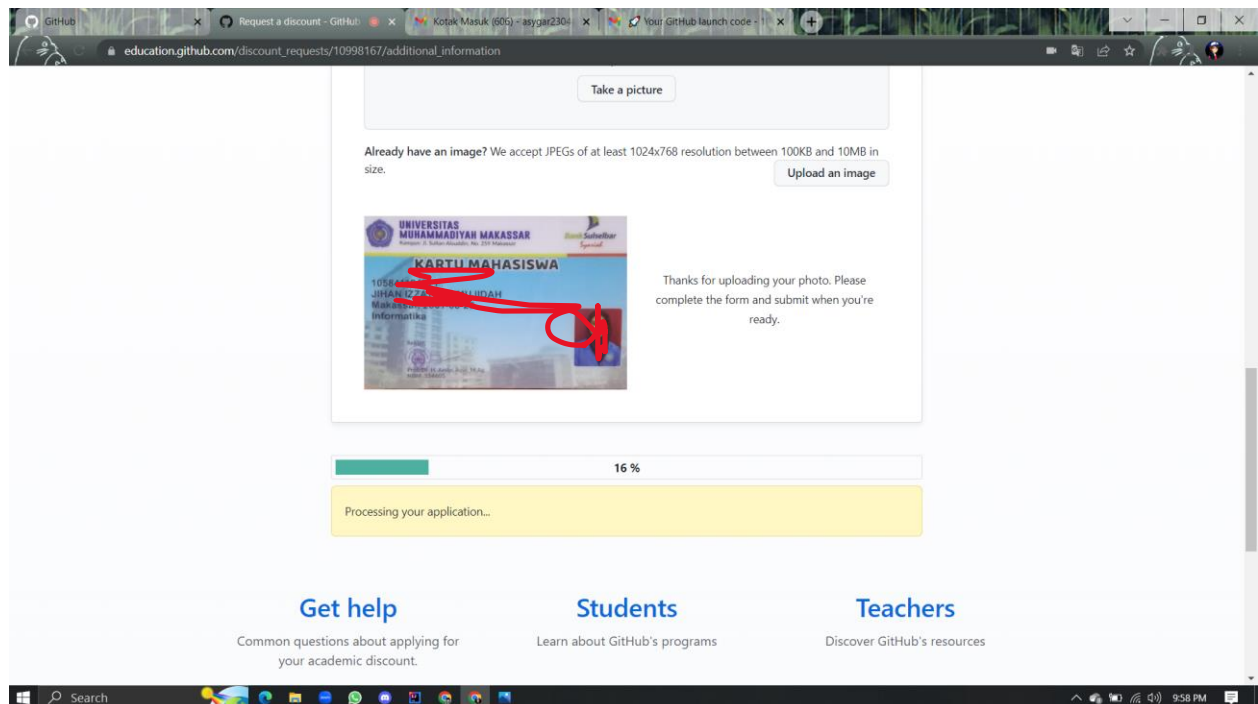 GitHub
Request a discount - GitHub
Kotak Masuk (606) - asygar2304
Your GitHub launch code - 1
education.github.com/discount_requests/10998167/additional_information
Take a picture
Already have an image? We accept JPEGs of at least 1024x768 resolution between 100KB and 10MB in
size.
Upload an image
UNIVERSITAS
MUHAMMADIYAH MAKASSAR
Bank Sulselbar
KARTU MAHASISWA
Informatika
Thanks for uploading your photo. Please
complete the form and submit when you're
ready.
16 %
Processing your application...
Get help
Common questions about applying for
your academic discount.
Students
Learn about GitHub's programs
Teachers
Discover GitHub's resources
Search
9:58 PM